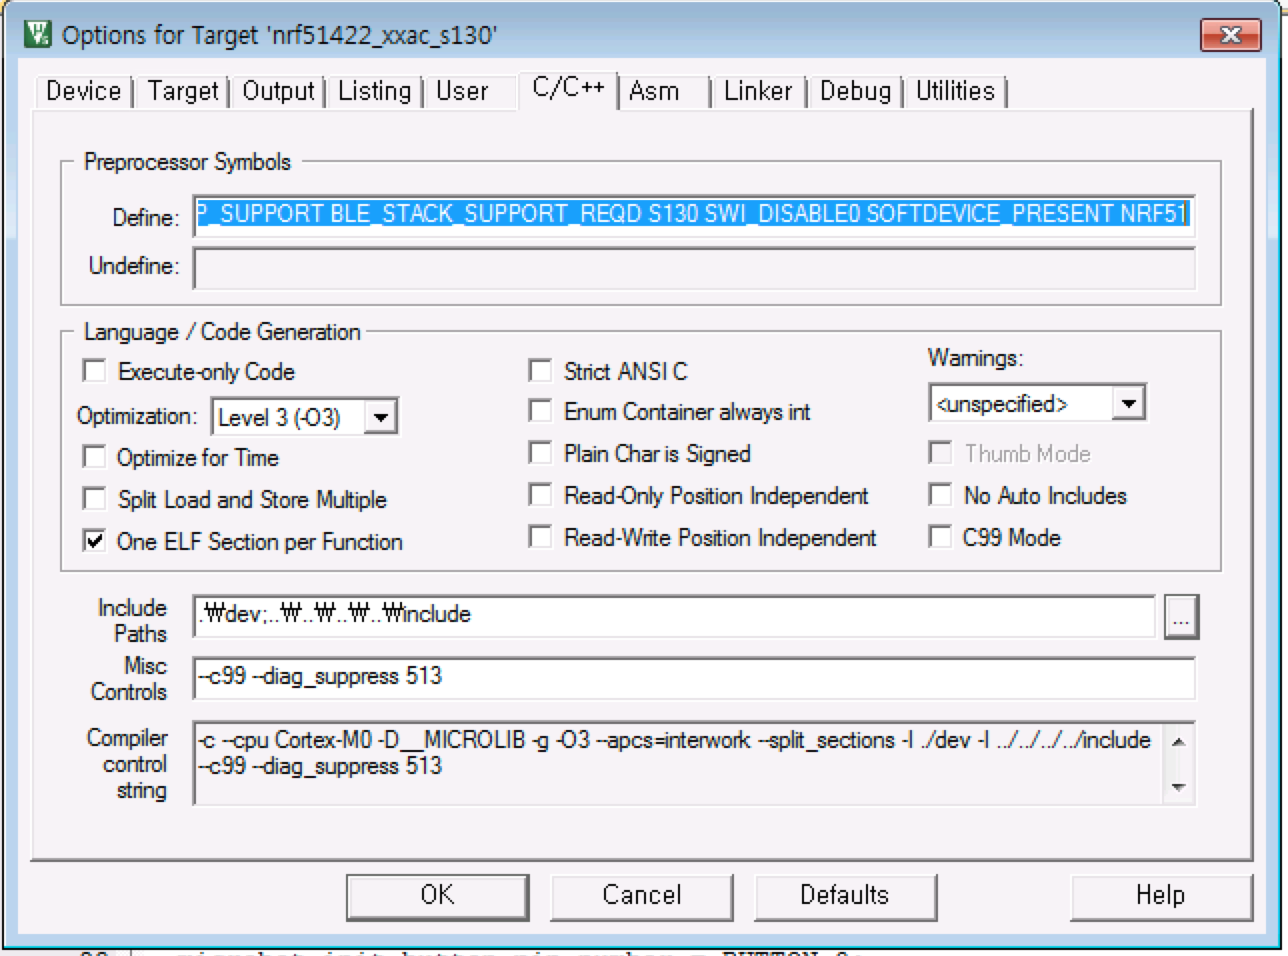 Options for Target 'nrf51422_xxac_s130'
Device Target Output Listing User C/C++ Asm Linker Debug Utilities
Preprocessor Symbols
Define: P_SUPPORT BLE_STACK_SUPPORT_REQD S130 SWI_DISABLE0 SOFTDEVICE_PRESENT NRF51
Undefine:
Language / Code Generation
Execute-only Code
Optimization: Level 3 (-O3)
Optimize for Time
Split Load and Store Multiple
One ELF Section per Function
Strict ANSI C
Enum Container always int
Plain Char is Signed
Read-Only Position Independent
Read-Write Position Independent
Warnings:
<unspecified>
Thumb Mode
No Auto Includes
C99 Mode
Include Paths
.₩dev;..₩..₩..₩..₩include
...
Misc Controls
--c99 --diag_suppress 513
Compiler control string
-c --cpu Cortex-M0 -D__MICROLIB -g -O3 --apcs=interwork --split_sections -I ./dev -I ../../../../include
--c99 --diag_suppress 513
OK Cancel Defaults Help